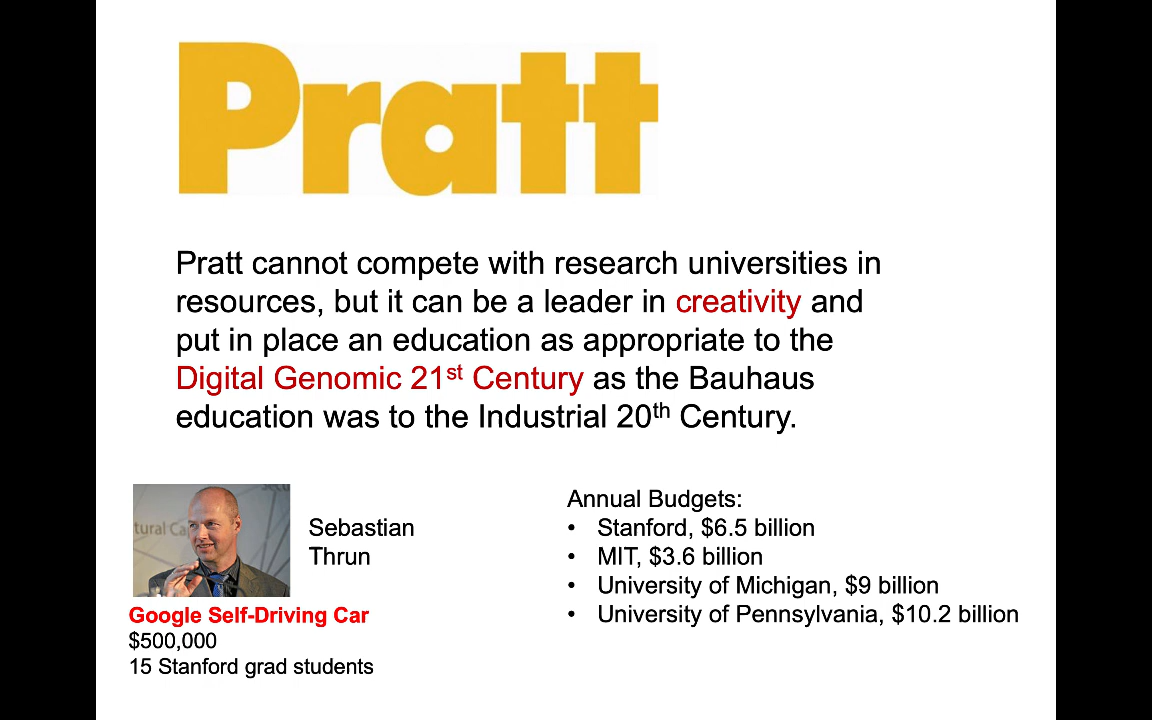 Pratt
Pratt cannot compete with research universities in
resources, but it can be a leader in creativity and
put in place an education as appropriate to the
Digital Genomic 21st Century as the Bauhaus
education was to the Industrial 20th Century.
tural Ca
Sebastian
Thrun
Google Self-Driving Car
$500,000
15 Stanford grad students
Annual Budgets:
• Stanford, $6.5 billion
• MIT, $3.6 billion
• University of Michigan, $9 billion
• University of Pennsylvania, $10.2 billion